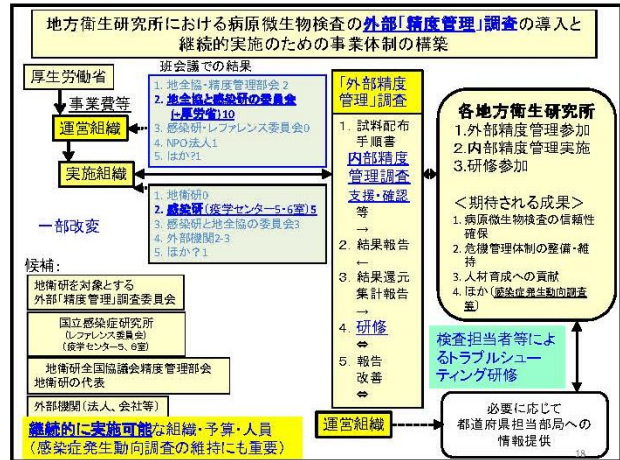 地方衛生研究所における病原微生物検査の外部「精度管理」調査の導入と
継続的実施のための事業体制の構築
班会議での結果
厚生労働省
事業費等
運営組織
実施組織
一部改変
1. 地全協・精度管理部会 2
2. 地全協と感染研の委員会
(+厚労省)10
3. 感染研・レファレンス委員会0
4. NPO法人1
5. ほか?1
1. 地衛研0
2. 感染研(疫学センター5・6室)5
3. 感染研と地全協の委員会3
4. 外部機関2-3
5. ほか?1
候補:
地衛研を対象とする
外部「精度管理」調査委員会
国立感染症研究所
(レファレンス委員会)
(疫学センター5、6室)
地衛研全国協議会精度管理部会
地衛研の代表
外部機関(法人、会社等)
継続的に実施可能な組織・予算・人員
(感染症発生動向調査の維持にも重要)
「外部精度
管理」調査
1. 試料配布
手順書
内部精度
管理調査
支援・確認
等
→
2. 結果報告
←
3. 結果還元
集計報告
→
4. 研修
⇔
5. 報告
改善
⇔
運営組織
各地方衛生研究所
1.外部精度管理参加
2.内部精度管理実施
3.研修参加
<期待される成果>
1. 病原微生物検査の信頼性
確保
2. 危機管理体制の整備・維
持
3. 人材育成への貢献
4. ほか(感染症発生動向調査
等)
検査担当者等によ
るトラブルシュー
ティング研修
必要に応じて
都道府県担当部局への
情報提供
18